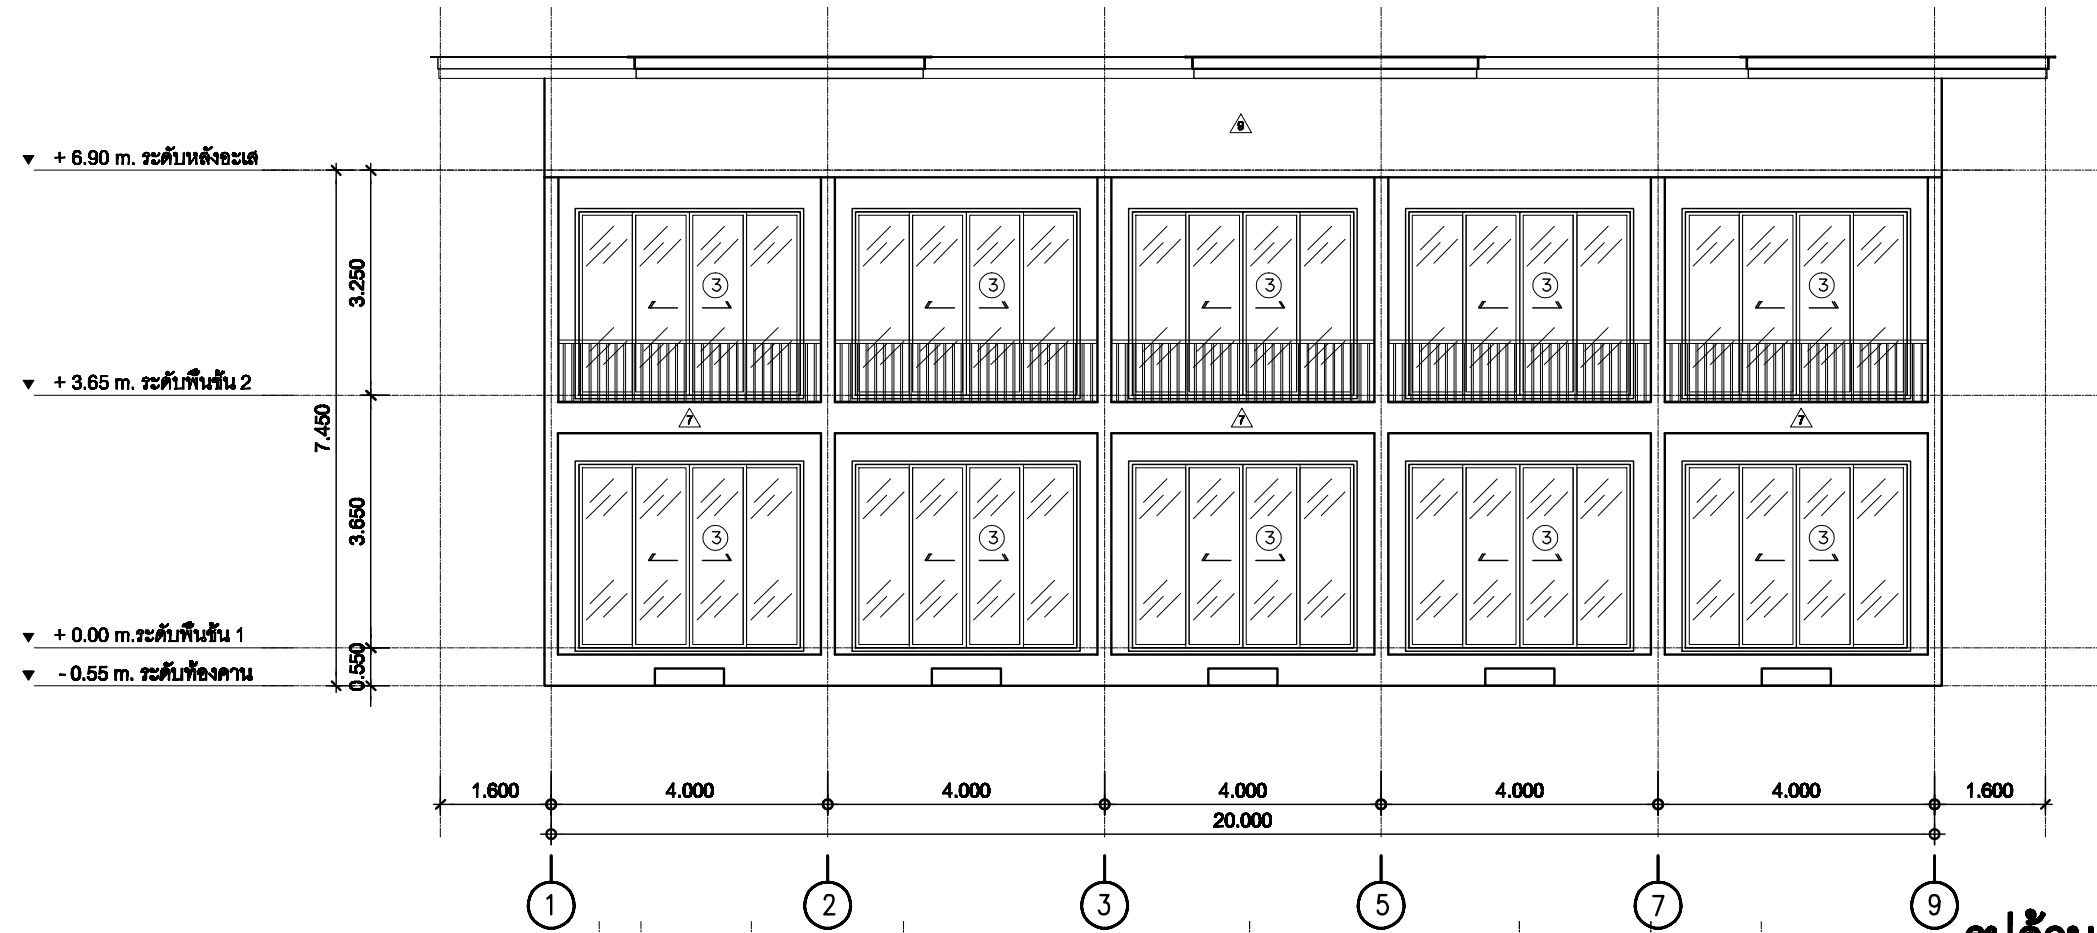 9
+ 6.90 m. ระดับหลังอะเส
3.250
3 3 3 3 3
+ 3.65 m. ระดับพื้นชั้น 2
7.450
7 7 7
3.650
3 3 3 3 3
+ 0.00 m.ระดับพื้นชั้น 1
0.550
- 0.55 m. ระดับท้องคาน
1.600 4.000 4.000 4.000 4.000 4.000 1.600
20.000
1 2 3 5 7 9